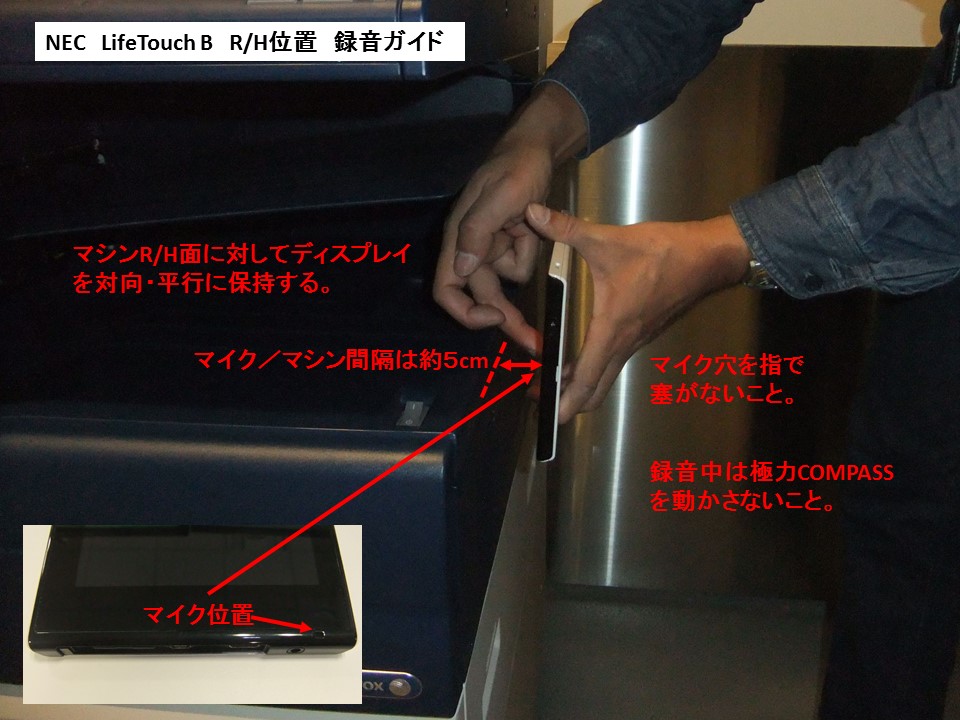 NEC LifeTouch B R/H位置 録音ガイド
マシンR/H面に対してディスプレイ
を対向・平行に保持する。
マイク／マシン間隔は約5cm
マイク穴を指で
塞がないこと。
録音中は極力COMPASS
を動かさないこと。
マイク位置
OX